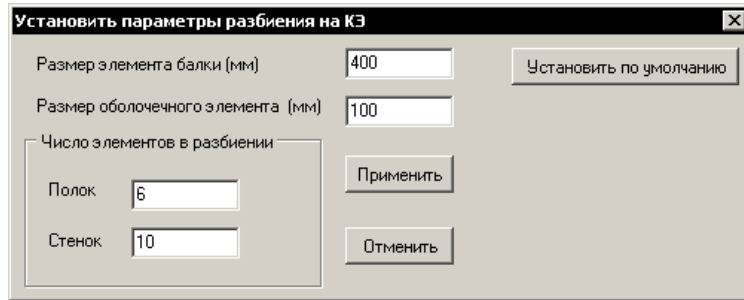 Установить параметры разбиения на КЭ
Размер элемента балки (мм)
400
Установить по умолчанию
Размер оболочечного элемента (мм)
100
Число элементов в разбиении
Полок
6
Применить
Стенок
10
Отменить